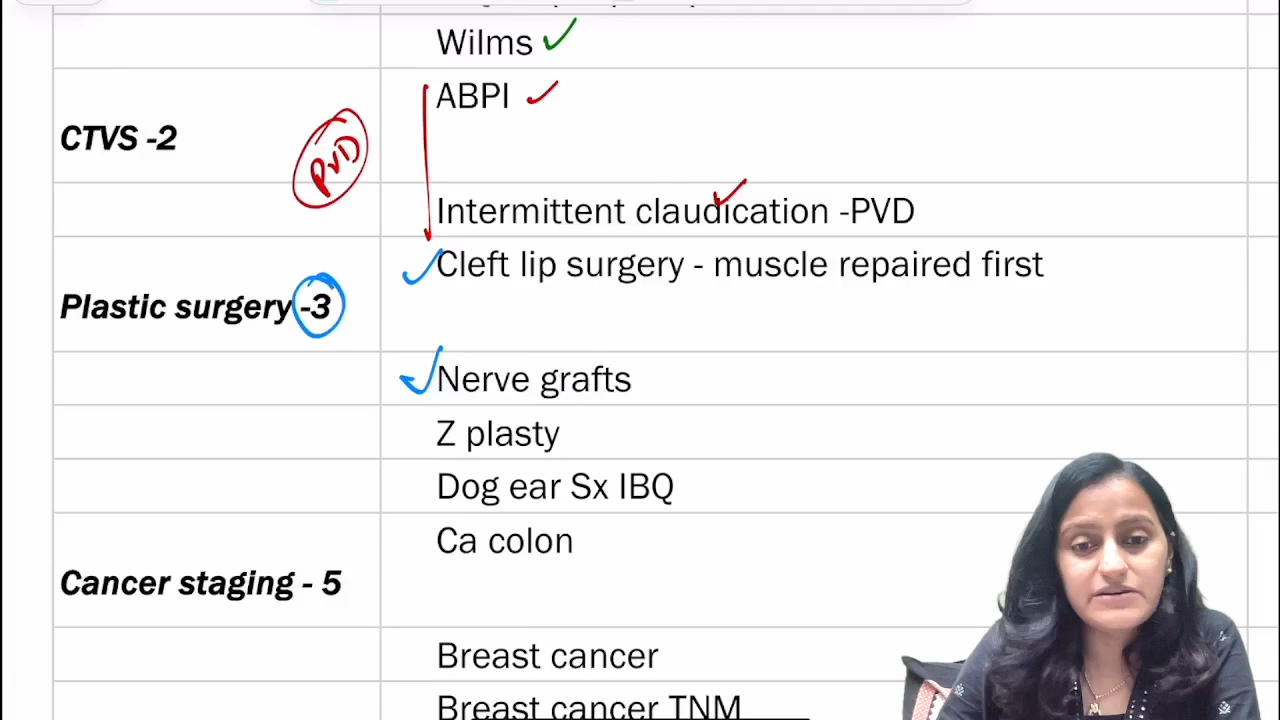 Wilms
ABPI
CTVS -2
PVD
Intermittent claudication -PVD
Cleft lip surgery - muscle repaired first
Plastic surgery -3
Nerve grafts
Z plasty
Dog ear Sx IBQ
Ca colon
Cancer staging - 5
Breast cancer
Breast cancer TNM